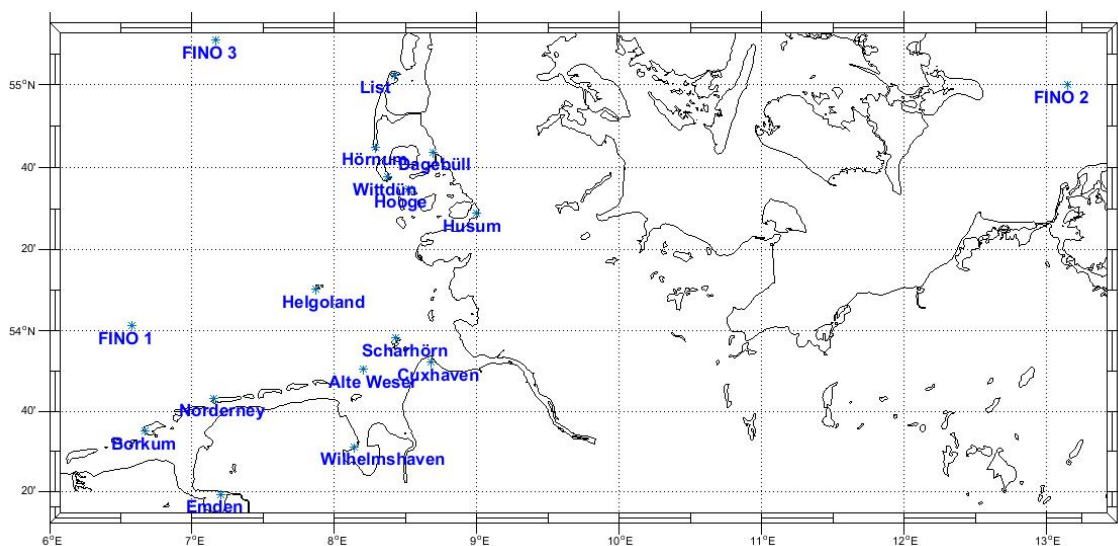 FINO 3
55°N
List
FINO 2
Hörnum
Dagebüll
40'
Wittdün
Hooge
Husum
20'
Helgoland
54°N
FINO 1
Scharhörn
Cuxhaven
Alte Weser
40'
Norderney
Borkum
Wilhelmshaven
20'
Emden
6°E
7°E
8°E
9°E
10°E
11°E
12°E
13°E